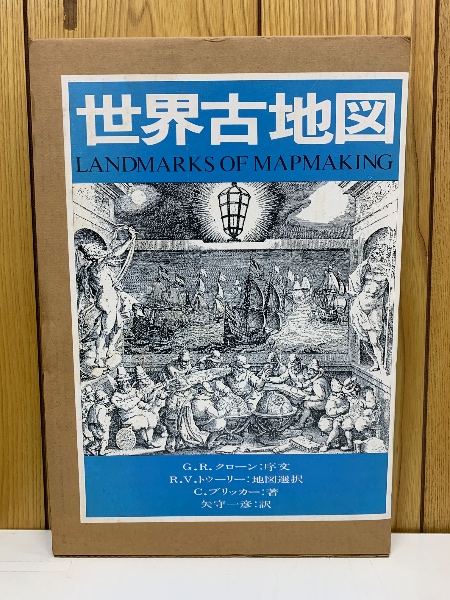 世界古地図
LANDMARKS OF MAPMAKING
G.R.クローン:序文
R.V.トゥーリー:地図選択
C.ブリッカー:著
矢守一彦:訳